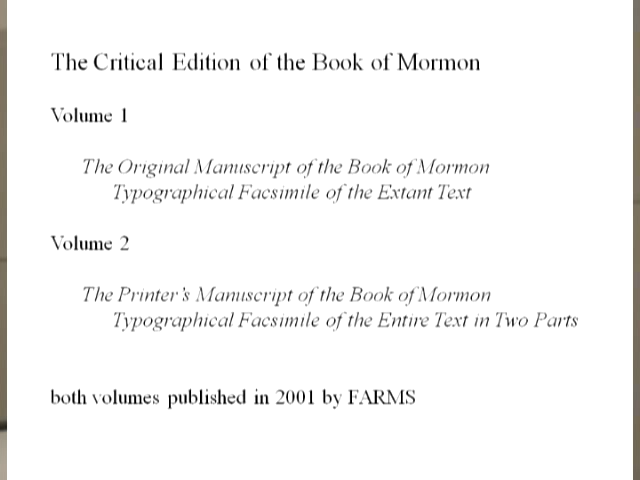 The Critical Edition of the Book of Mormon
Volume 1
The Original Manuscript of the Book of Mormon
Typographical Facsimile of the Extant Text
Volume 2
The Printer's Manuscript of the Book of Mormon
Typographical Facsimile of the Entire Text in Two Parts
both volumes published in 2001 by FARMS